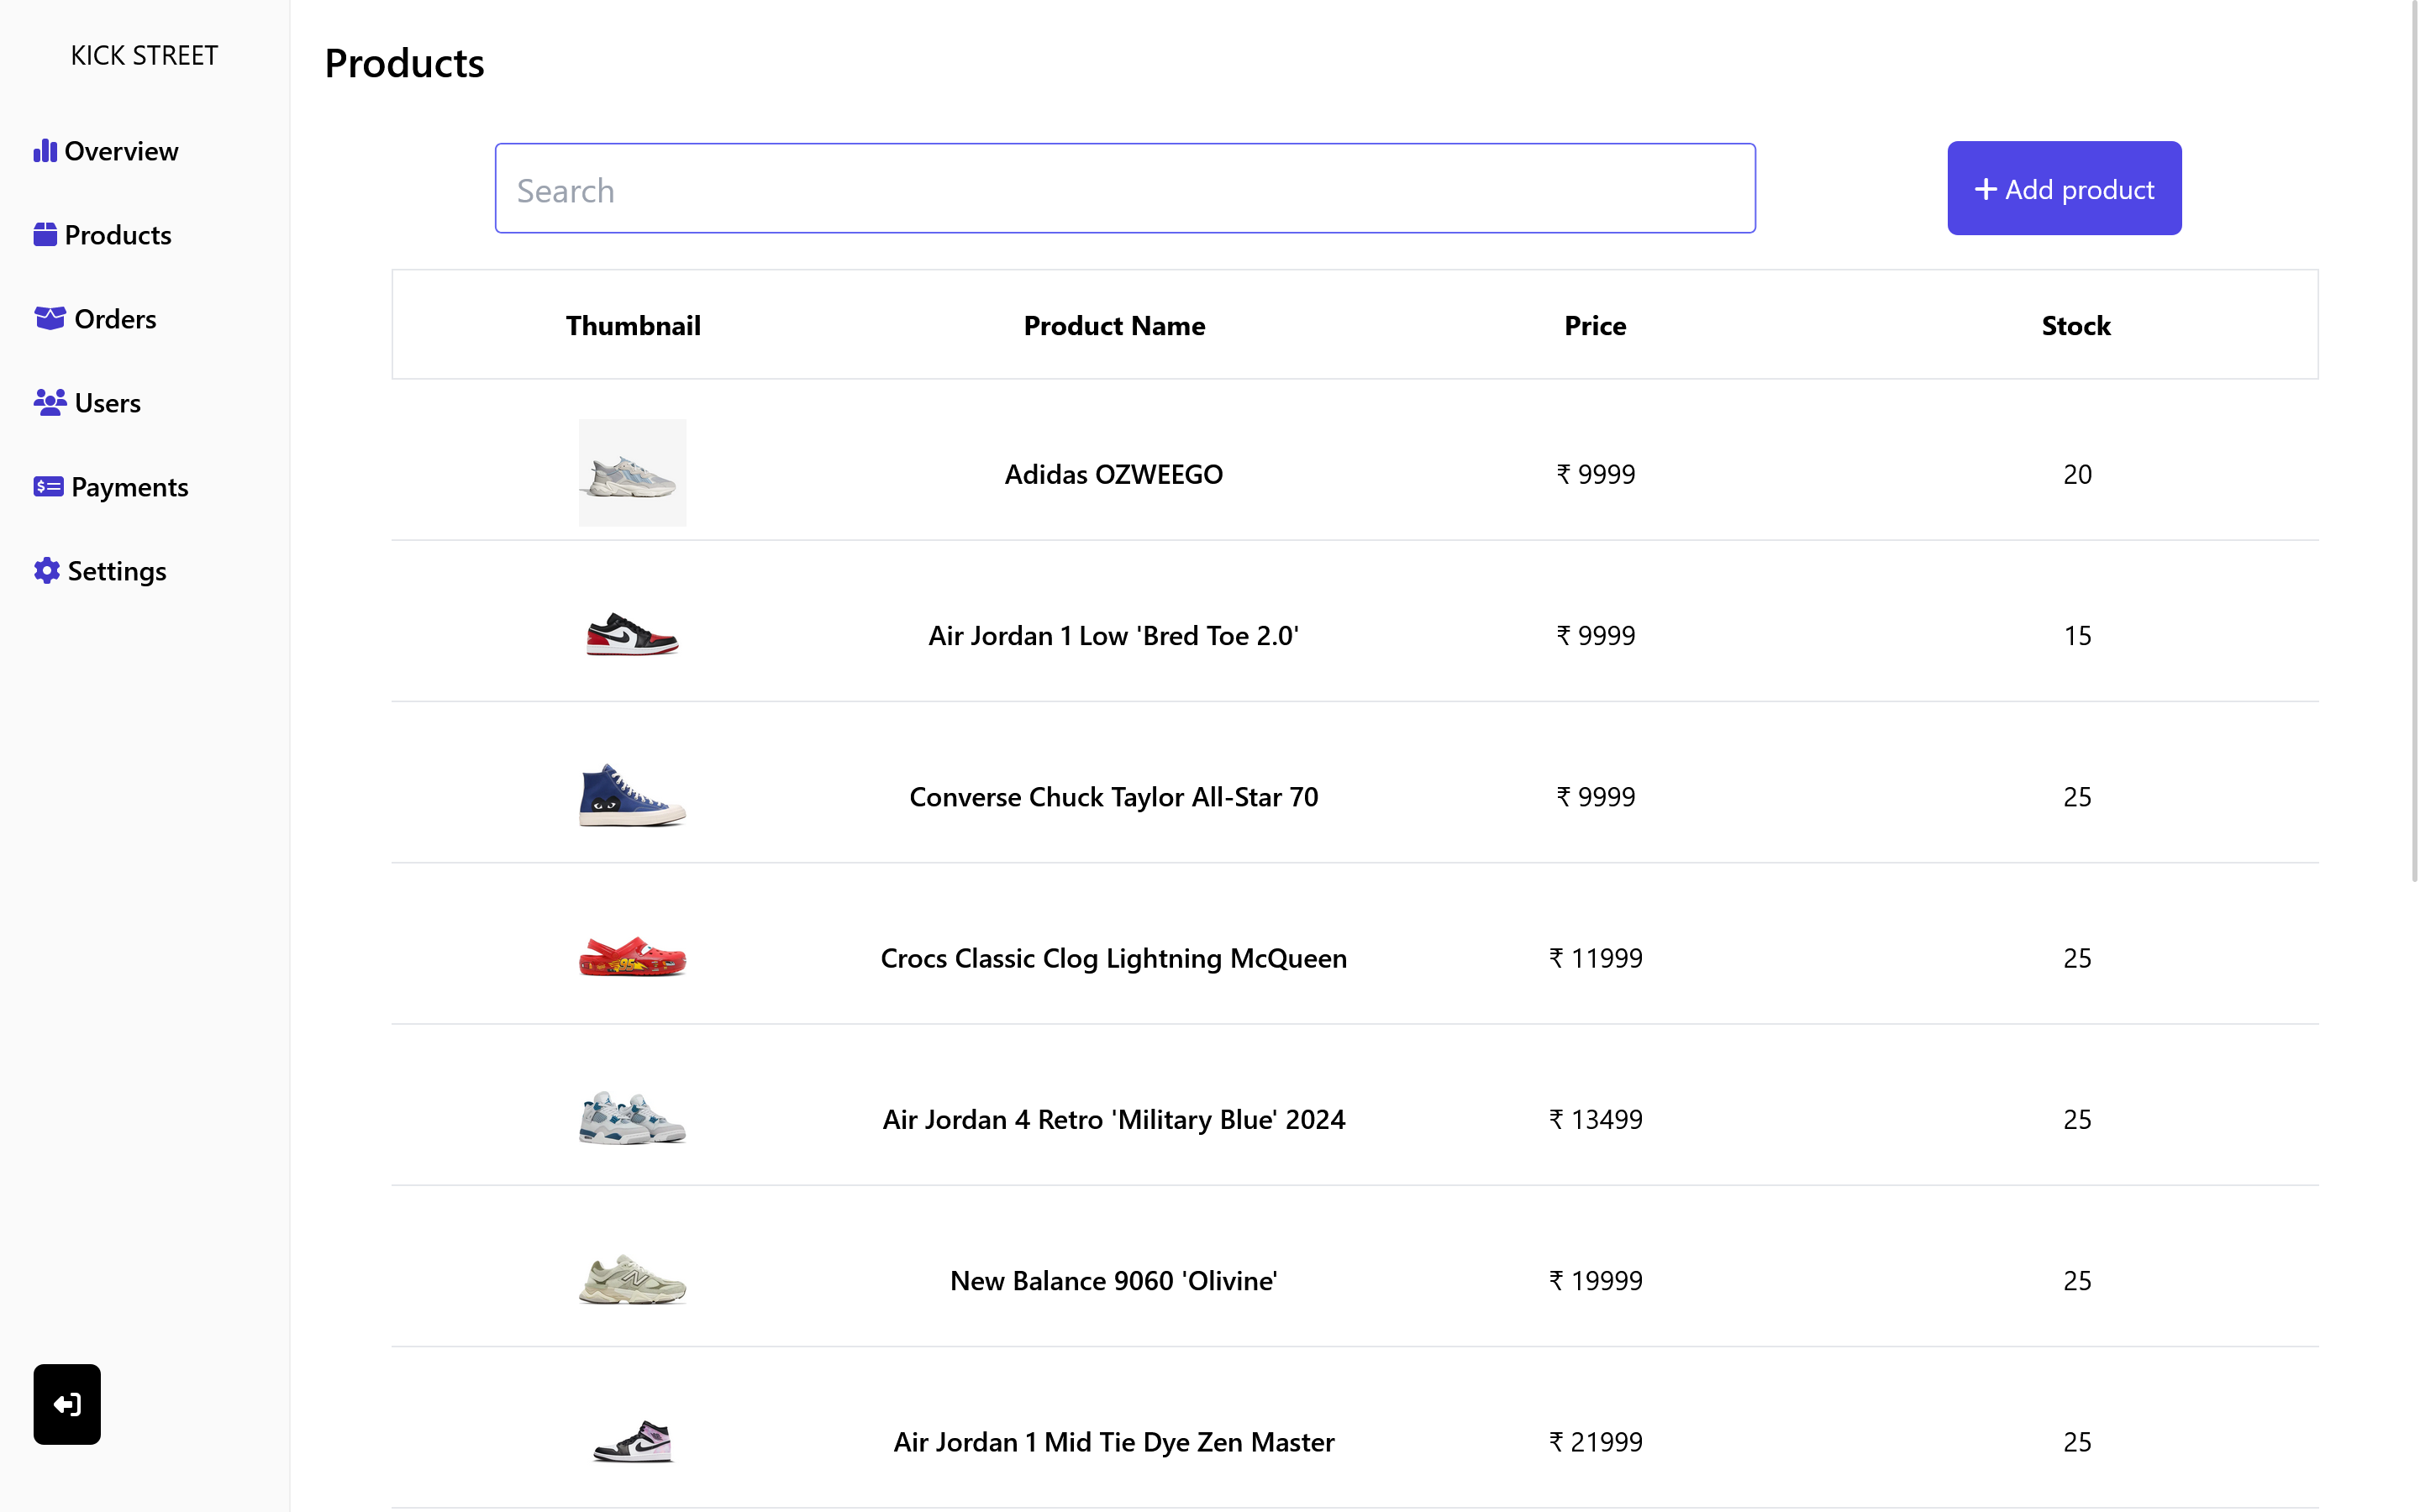 KICK STREET
Overview
Products
Orders
Users
Payments
Settings
Products
Search
Add product
Thumbnail Product Name Price Stock
Adidas OZWEEGO ₹ 9999 20
Air Jordan 1 Low 'Bred Toe 2.0' ₹ 9999 15
Converse Chuck Taylor All-Star 70 ₹ 9999 25
Crocs Classic Clog Lightning McQueen ₹ 11999 25
Air Jordan 4 Retro 'Military Blue' 2024 ₹ 13499 25
New Balance 9060 'Olivine' ₹ 19999 25
Air Jordan 1 Mid Tie Dye Zen Master ₹ 21999 25